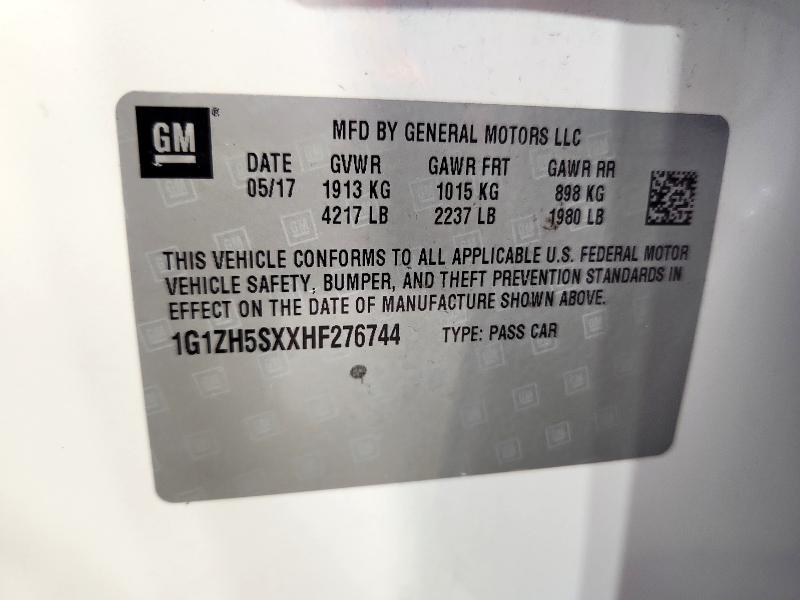 GM®
MFD BY GENERAL MOTORS LLC
DATE GVWR GAWR FRT GAWR RR
05/17 1913 KG 1015 KG 898 KG
4217 LB 2237 LB 1980 LB
THIS VEHICLE CONFORMS TO ALL APPLICABLE U.S. FEDERAL MOTOR
VEHICLE SAFETY, BUMPER, AND THEFT PREVENTION STANDARDS IN
EFFECT ON THE DATE OF MANUFACTURE SHOWN ABOVE.
1G1ZH5SXXHF276744 TYPE: PASS CAR